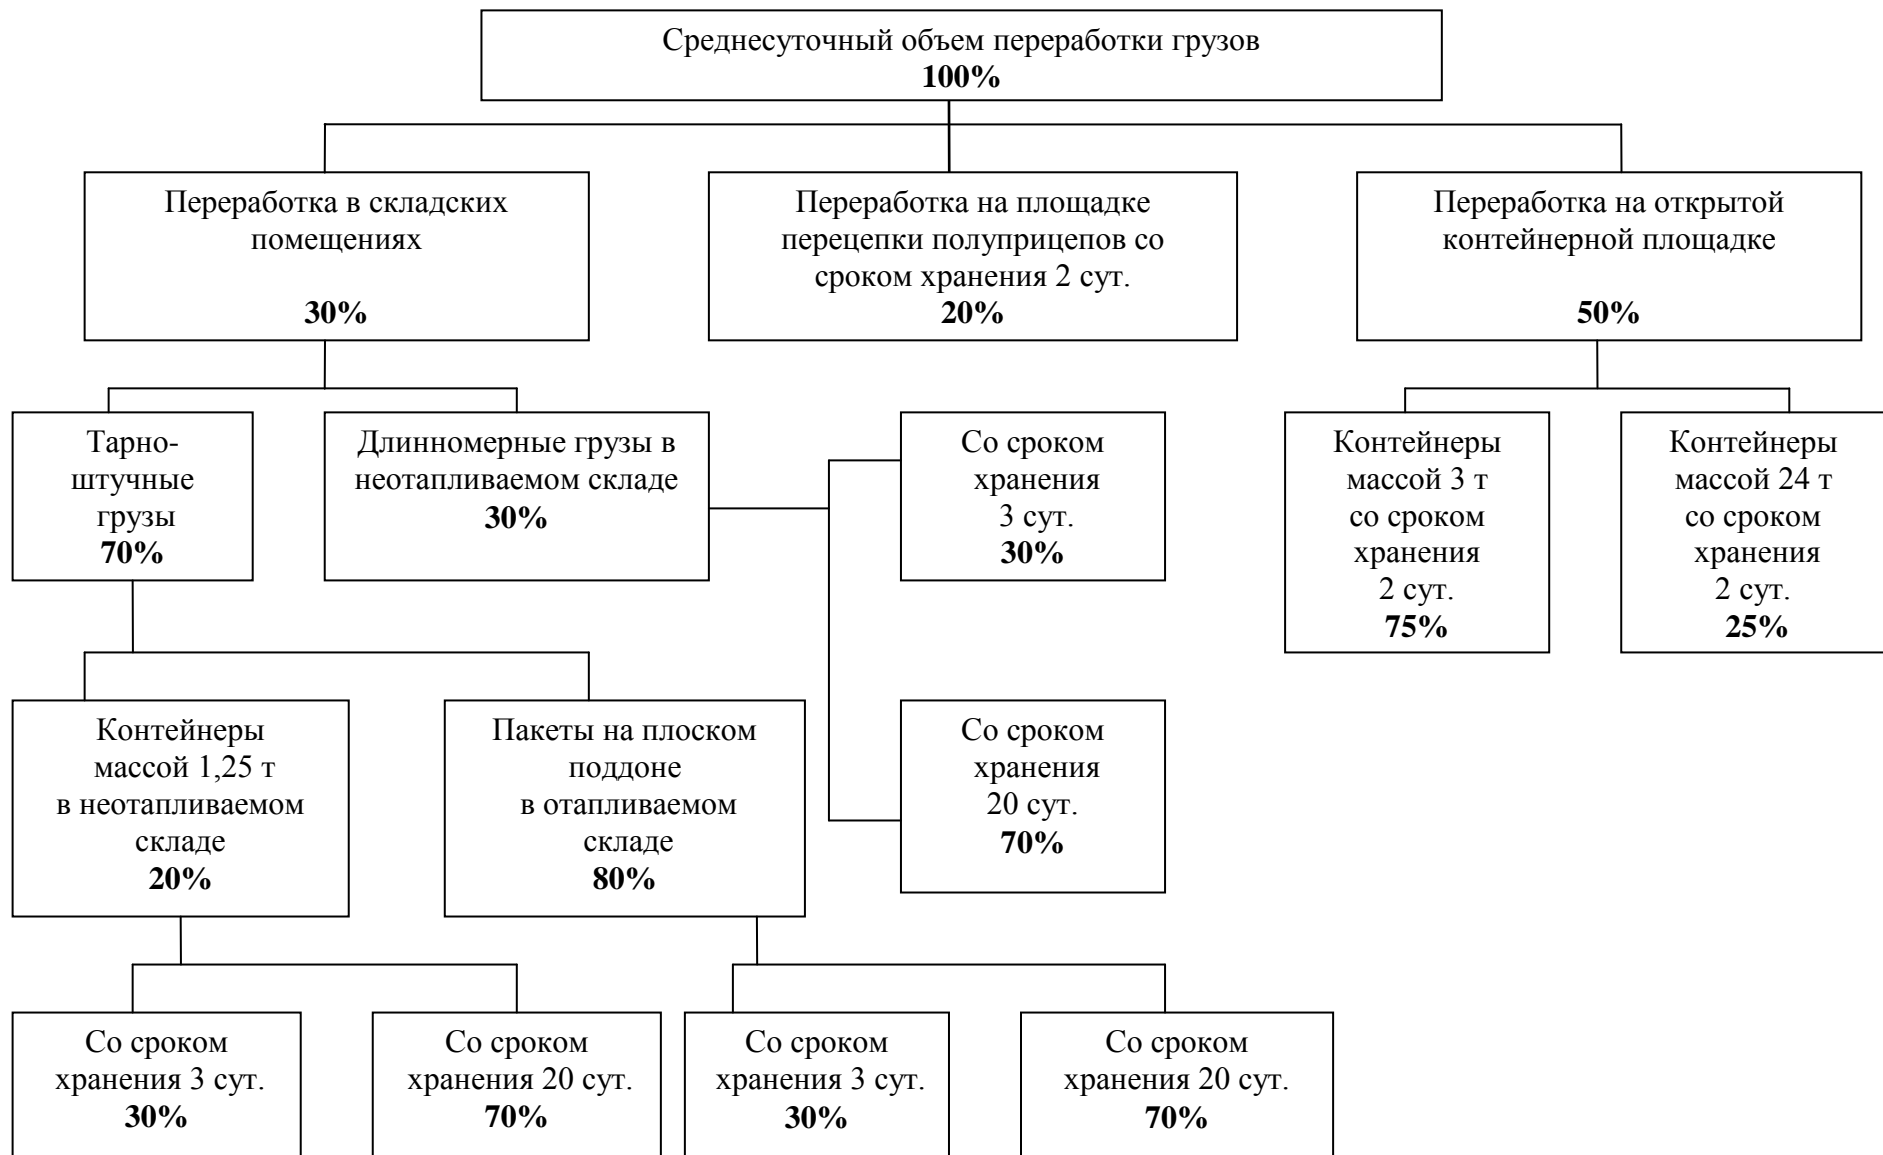 Среднесуточный объем переработки грузов
100%
Переработка в складских
помещениях
30%
Переработка на площадке
перецепки полуприцепов со
сроком хранения 2 сут.
20%
Переработка на открытой
контейнерной площадке
50%
Тарно-
штучные
грузы
70%
Длинномерные грузы в
неотапливаемом складе
30%
Со сроком
хранения
3 сут.
30%
Контейнеры
массой 3 т
со сроком
хранения
2 сут.
75%
Контейнеры
массой 24 т
со сроком
хранения
2 сут.
25%
Контейнеры
массой 1,25 т
в неотапливаемом
складе
20%
Пакеты на плоском
поддоне
в отапливаемом
складе
80%
Со сроком
хранения
20 сут.
70%
Со сроком
хранения 3 сут.
30%
Со сроком
хранения 20 сут.
70%
Со сроком
хранения 3 сут.
30%
Со сроком
хранения 20 сут.
70%